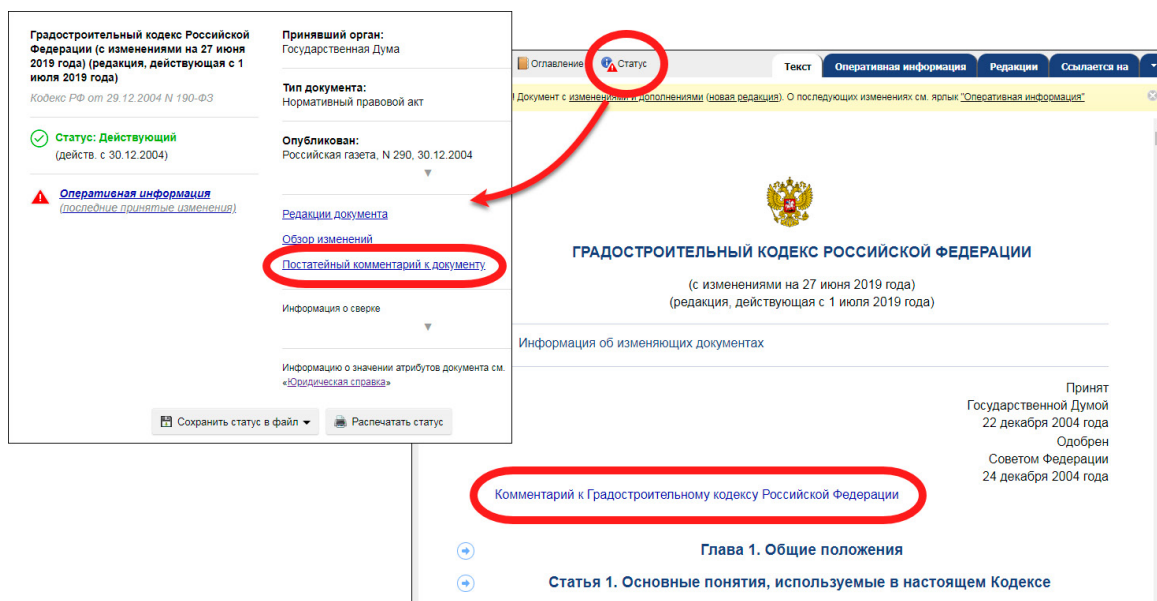 Градостроительный кодекс Российской
Федерации (с изменениями на 27 июня
2019 года) (редакция, действующая с 1
июля 2019 года)
Кодекс РФ от 29.12.2004 N 190-ФЗ
Статус: Действующий
(действ. с 30.12.2004)
Оперативная информация
(последние принятые изменения)
Принявший орган:
Государственная Дума
Тип документа:
Нормативный правовой акт
Опубликован:
Российская газета, N 290, 30.12.2004
Редакции документа
Обзор изменений
Постатейный комментарий к документу
Информация о сверке
Информацию о значении атрибутов документа см.
«Юридическая справка»
Сохранить статус в файл
Распечатать статус
Оглавление
Статус
Текст
Оперативная информация
Редакции
Ссылается на
! Документ с изменениями и дополнениями (новая редакция). О последующих изменениях см. ярлык "Оперативная информация"
ГРАДОСТРОИТЕЛЬНЫЙ КОДЕКС РОССИЙСКОЙ ФЕДЕРАЦИИ
(с изменениями на 27 июня 2019 года)
(редакция, действующая с 1 июля 2019 года)
Информация об изменяющих документах
Принят
Государственной Думой
22 декабря 2004 года
Одобрен
Советом Федерации
24 декабря 2004 года
Комментарий к Градостроительному кодексу Российской Федерации
Глава 1. Общие положения
Статья 1. Основные понятия, используемые в настоящем Кодексе